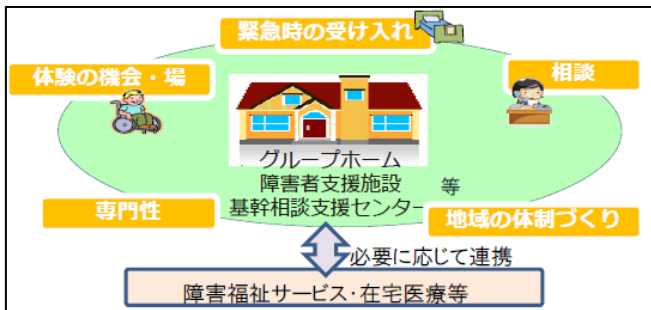 緊急時の受け入れ
体験の機会・場
相談
グループホーム
障害者支援施設 等
基幹相談支援センター
専門性
地域の体制づくり
必要に応じて連携
障害福祉サービス・在宅医療等